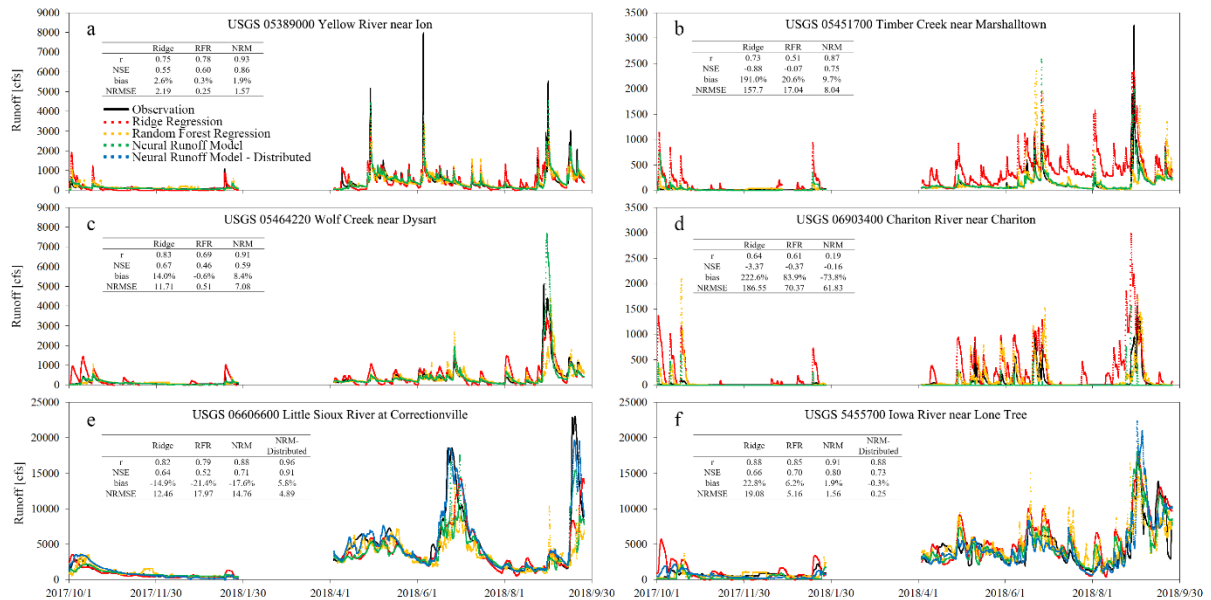 a USGS 05389000 Yellow River near Ion
Runoff [cfs]
9000
8000
7000
6000
5000
4000
3000
2000
1000
0
Ridge RFR NRM
r 0.75 0.78 0.93
NSE 0.55 0.60 0.86
bias 2.6% 0.3% 1.9%
NRMSE 2.19 0.25 1.57
Observation
Ridge Regression
Random Forest Regression
Neural Runoff Model
Neural Runoff Model - Distributed
b USGS 05451700 Timber Creek near Marshalltown
3500
3000
2500
2000
1500
1000
500
0
Ridge RFR NRM
r 0.73 0.51 0.87
NSE -0.88 -0.07 0.75
bias 191.0% 20.6% 9.7%
NRMSE 157.7 17.04 8.04
c USGS 05464220 Wolf Creek near Dysart
Runoff [cfs]
9000
8000
7000
6000
5000
4000
3000
2000
1000
0
Ridge RFR NRM
r 0.83 0.69 0.91
NSE 0.67 0.46 0.59
bias 14.0% -0.6% 8.4%
NRMSE 11.71 0.51 7.08
d USGS 06903400 Chariton River near Chariton
3500
3000
2500
2000
1500
1000
500
0
Ridge RFR NRM
r 0.64 0.61 0.19
NSE -3.37 -0.37 -0.16
bias 222.6% 83.9% -73.8%
NRMSE 186.55 70.37 61.83
e USGS 06606600 Little Sioux River at Correctionville
Runoff [cfs]
25000
20000
15000
10000
5000
0
Ridge RFR NRM NRM-
Distributed
r 0.82 0.79 0.88 0.96
NSE 0.64 0.52 0.71 0.91
bias -14.9% -21.4% -17.6% 5.8%
NRMSE 12.46 17.97 14.76 4.89
2017/10/1 2017/11/30 2018/4/1 2018/6/1 2018/8/1 2018/9/30
f USGS 5455700 Iowa River near Lone Tree
25000
20000
15000
10000
5000
0
Ridge RFR NRM NRM-
Distributed
r 0.88 0.85 0.91 0.88
NSE 0.66 0.70 0.80 0.73
bias 22.8% 6.2% 1.9% -0.3%
NRMSE 19.08 5.16 1.56 0.25
2017/10/1 2017/11/30 2018/4/1 2018/6/1 2018/8/1 2018/9/30